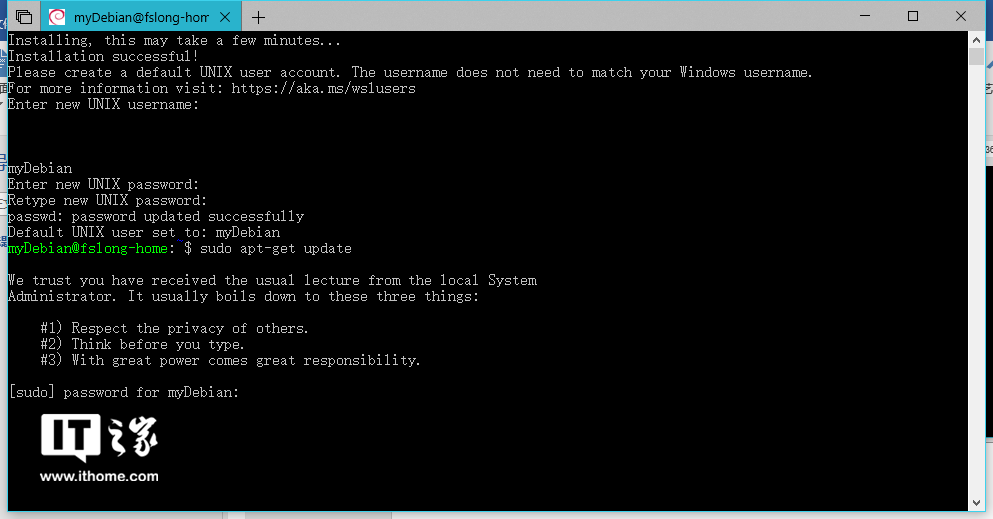 myDebian@fslong-hom
Installing, this may take a few minutes...
Installation successful!
Please create a default UNIX user account. The username does not need to match your Windows username.
For more information visit: https://aka.ms/wslusers
Enter new UNIX username:
myDebian
Enter new UNIX password:
Retype new UNIX password:
passwd: password updated successfully
Default UNIX user set to: myDebian
myDebian@fslong-home:~$ sudo apt-get update
We trust you have received the usual lecture from the local System
Administrator. It usually boils down to these three things:
#1) Respect the privacy of others.
#2) Think before you type.
#3) With great power comes great responsibility.
[sudo] password for myDebian:
IT之家
www.ithome.com